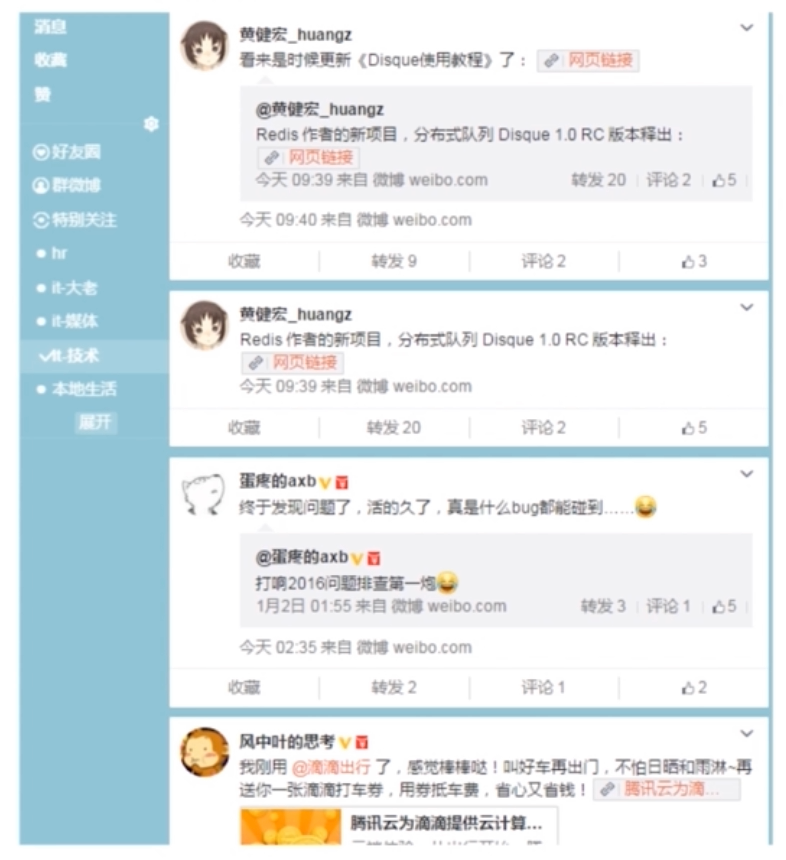 消息
收藏
赞
好友圈
群微博
特别关注
hr
it-大老
it-媒体
it-技术
本地生活
展开
黄健宏_huangz
看来是时候更新《Disque使用教程》了： 网页链接
@黄健宏_huangz
Redis 作者的新项目，分布式队列 Disque 1.0 RC 版本释出：
网页链接
今天 09:39 来自 微博 weibo.com 转发 20 评论 2 5
今天 09:40 来自 微博 weibo.com
收藏 转发 9 评论 2 3
黄健宏_huangz
Redis 作者的新项目，分布式队列 Disque 1.0 RC 版本释出：
网页链接
今天 09:39 来自 微博 weibo.com
收藏 转发 20 评论 2 5
蛋疼的axb
终于发现问题了，活的久了，真是什么bug都能碰到……
@蛋疼的axb
打响2016问题排查第一炮
1月2日 01:55 来自 微博 weibo.com 转发 3 评论 1 5
今天 02:35 来自 微博 weibo.com
收藏 转发 2 评论 1 2
风中叶的思考
我刚用 @滴滴出行 了，感觉棒棒哒！叫好车再出门，不怕日晒和雨淋~再
送你一张滴滴打车券，用券抵车费，省心又省钱！ 腾讯云为滴...
腾讯云为滴滴提供云计算...